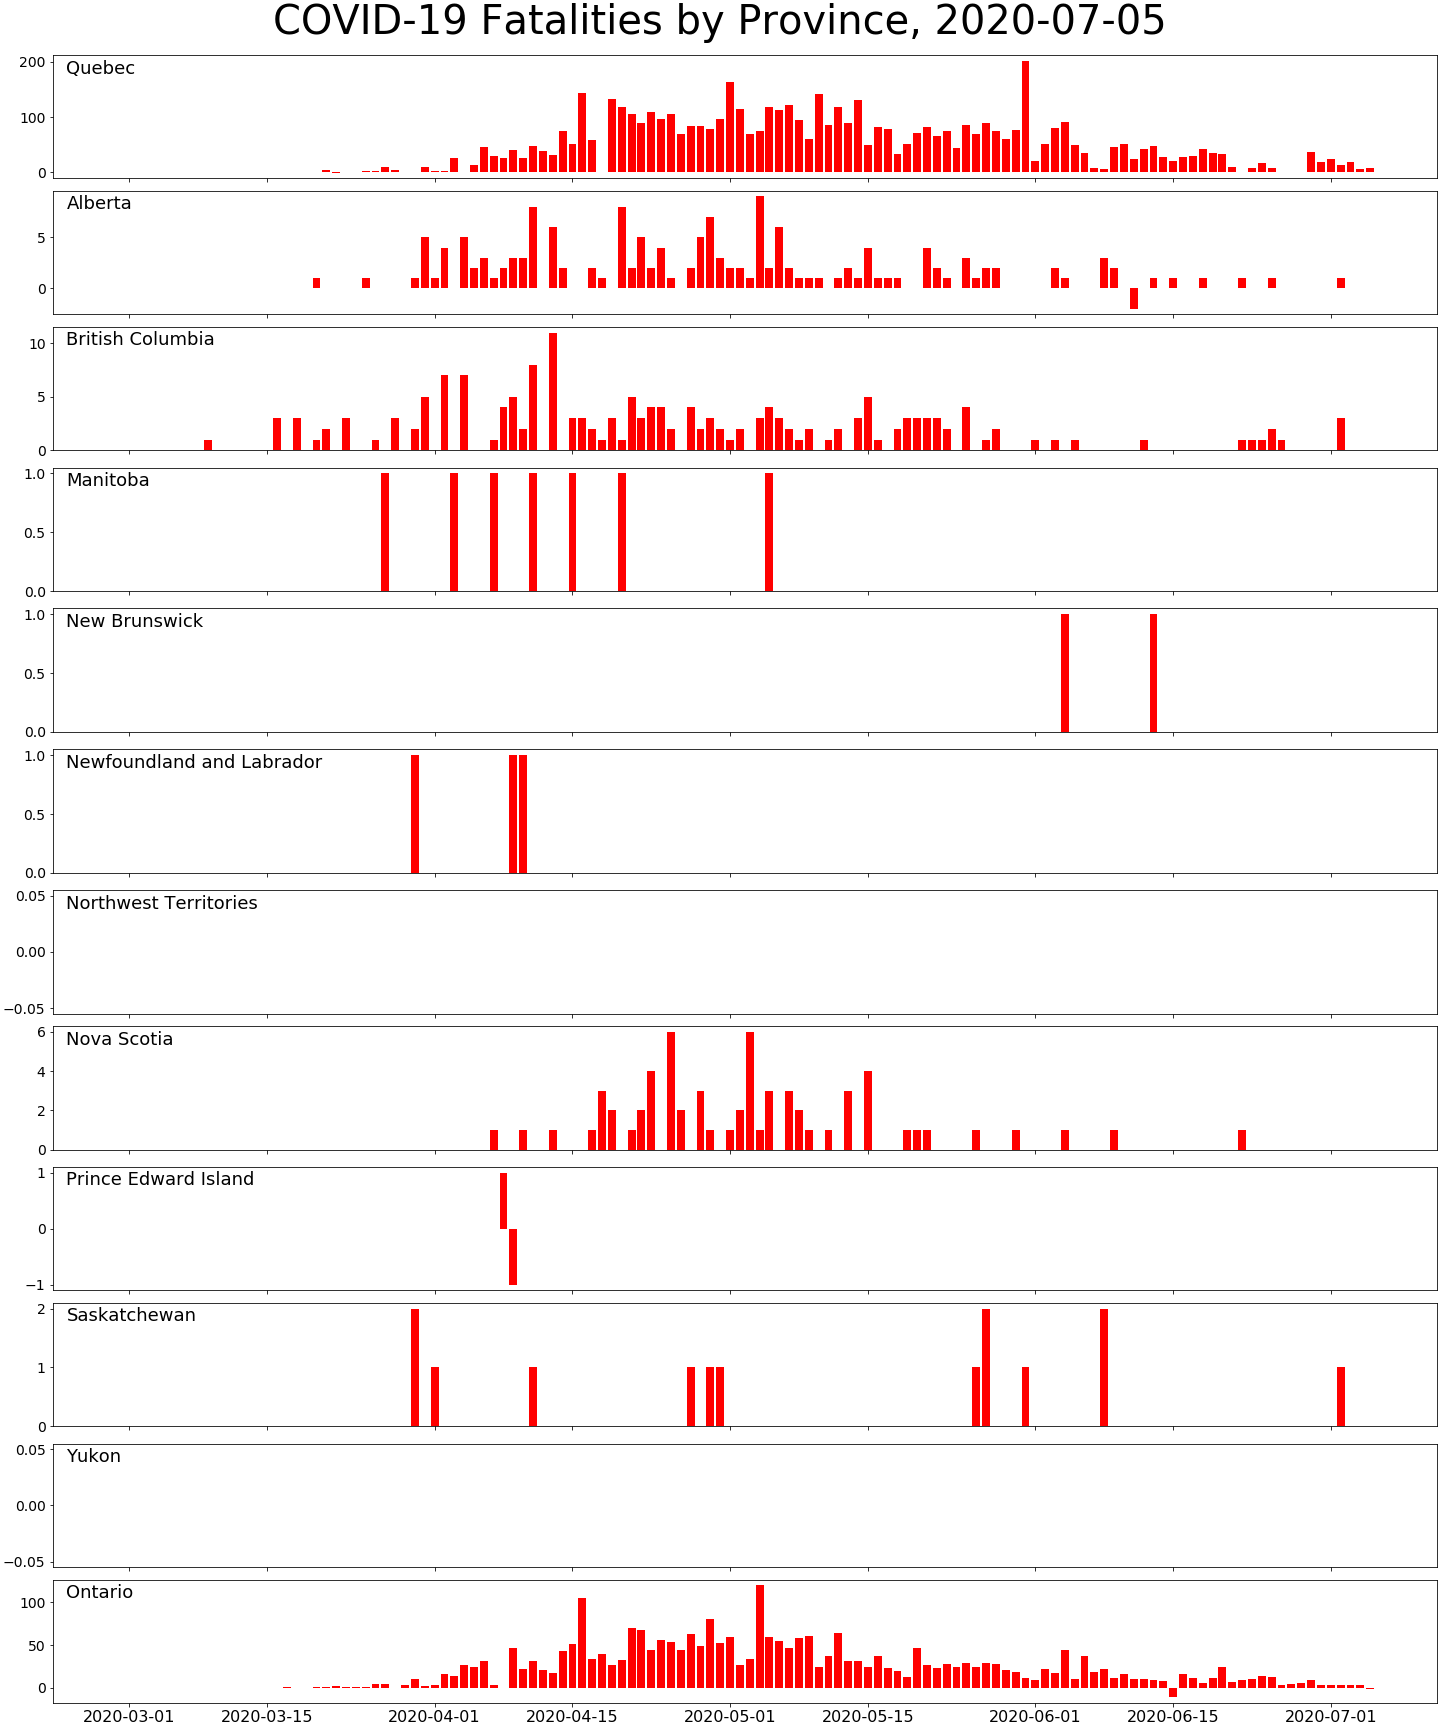 COVID-19 Fatalities by Province, 2020-07-05
Quebec
200
100
0
Alberta
5
0
British Columbia
10
5
0
Manitoba
1.0
0.5
0.0
New Brunswick
1.0
0.5
0.0
Newfoundland and Labrador
1.0
0.5
0.0
Northwest Territories
0.05
0.00
−0.05
Nova Scotia
6
4
2
0
Prince Edward Island
1
0
−1
Saskatchewan
2
1
0
Yukon
0.05
0.00
−0.05
Ontario
100
50
0
2020-03-01 2020-03-15 2020-04-01 2020-04-15 2020-05-01 2020-05-15 2020-06-01 2020-06-15 2020-07-01